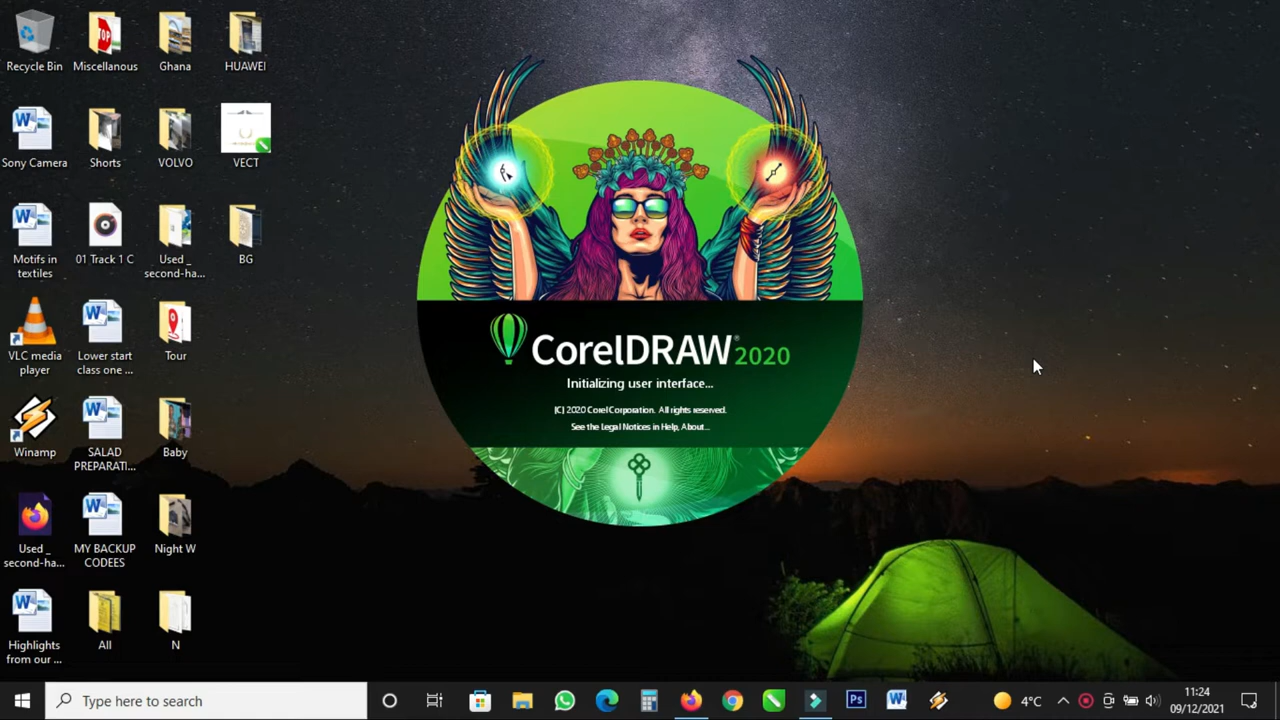 Recycle Bin
Miscellanous
Ghana
HUAWEI
Sony Camera
Shorts
VOLVO
VECT
Motifs in
textiles
01 Track 1 C
Used _
second-ha...
BG
VLC media
player
Lower start
class one ...
Tour
Winamp
SALAD
PREPARATI...
Baby
Used _
second-ha...
MY BACKUP
CODEES
Night W
Highlights
from our ...
All
N
CorelDRAW® 2020
Initializing user interface...
(C) 2020 Corel Corporation. All rights reserved.
See the Legal Notices in Help, About...
Type here to search
Ps
W
4°C
11:24
09/12/2021